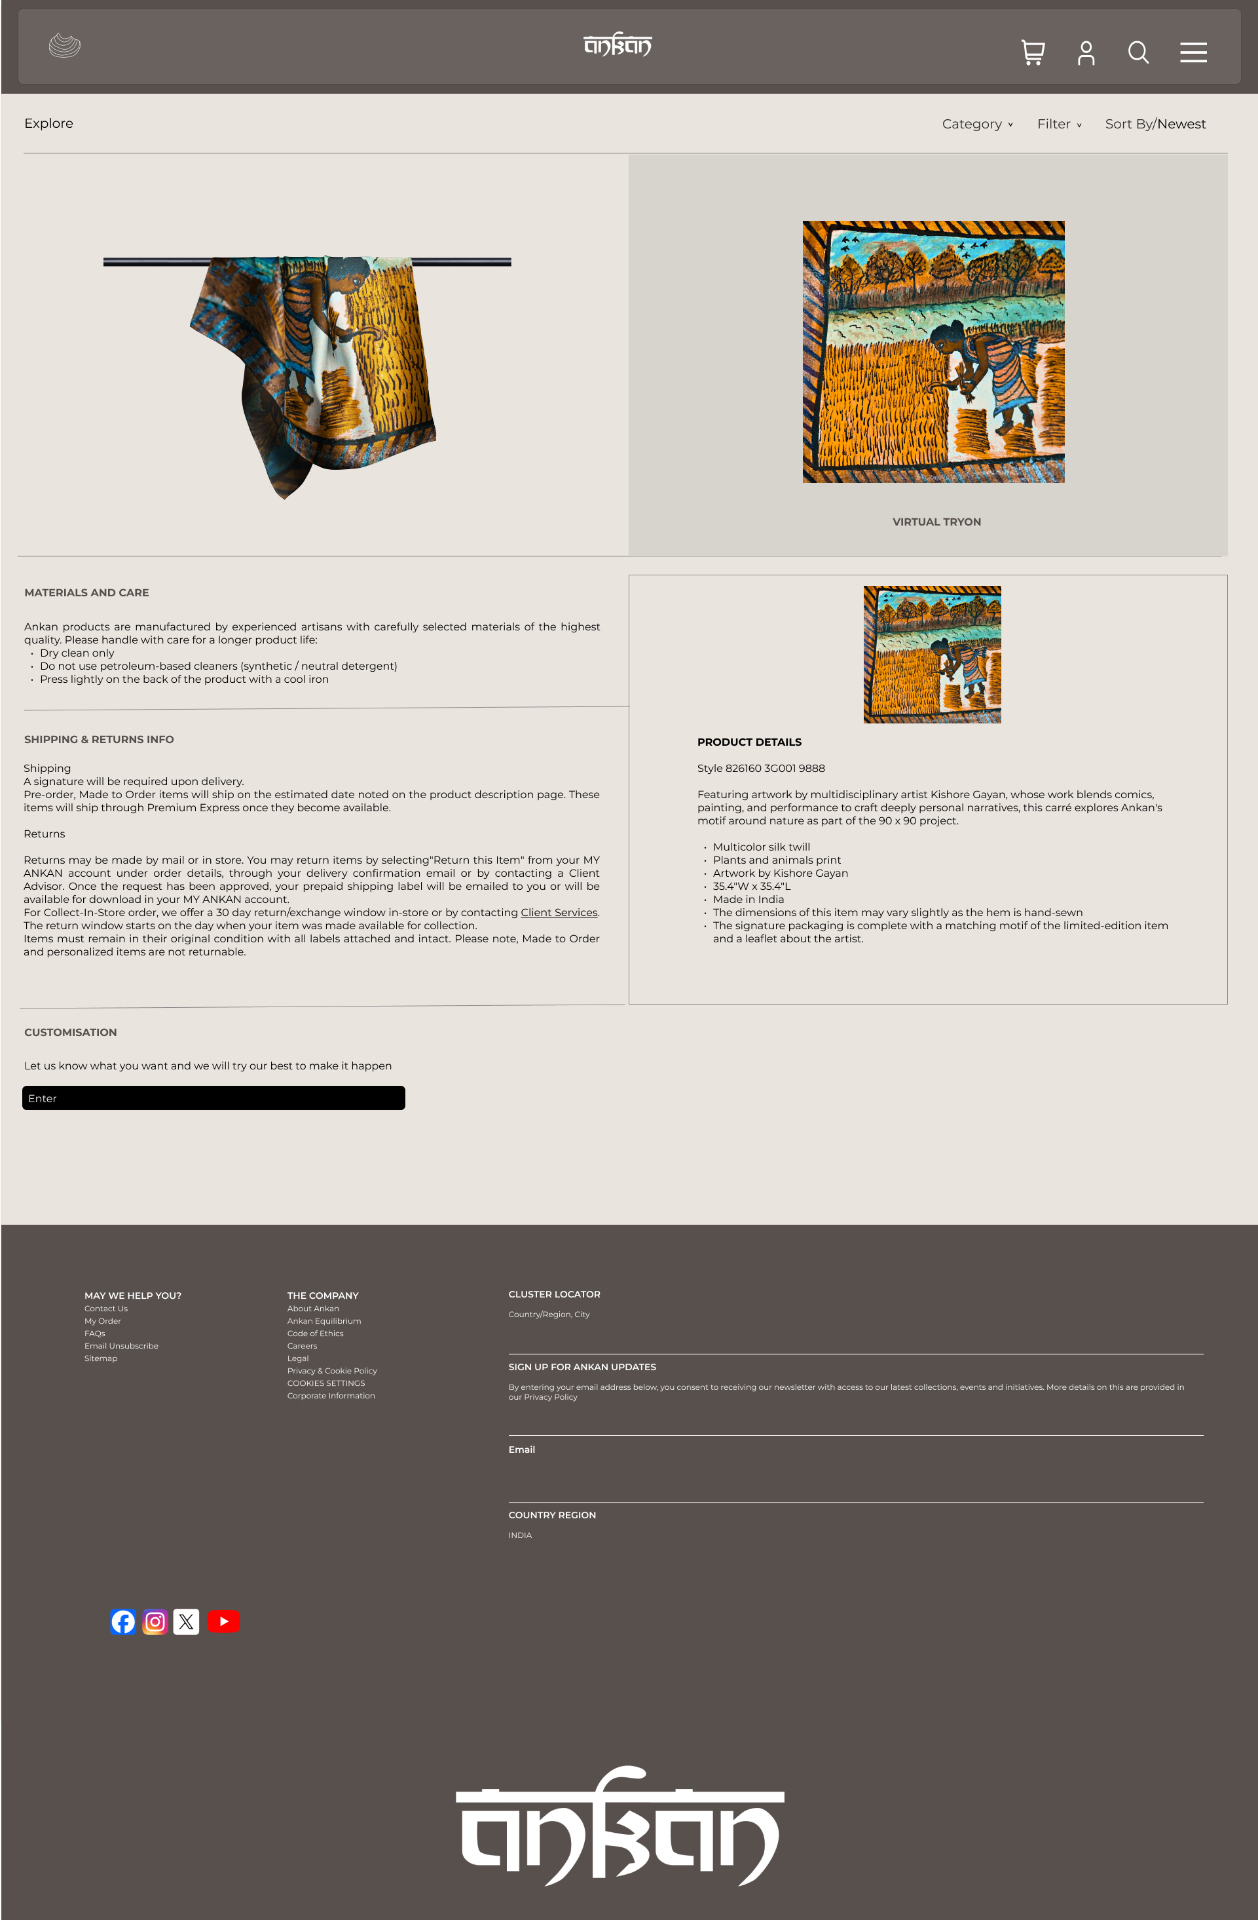 ankan
Explore
Category ˅ Filter ˅ Sort By/Newest
VIRTUAL TRYON
MATERIALS AND CARE
Ankan products are manufactured by experienced artisans with carefully selected materials of the highest
quality. Please handle with care for a longer product life:
• Dry clean only
• Do not use petroleum-based cleaners (synthetic / neutral detergent)
• Press lightly on the back of the product with a cool iron
SHIPPING & RETURNS INFO
Shipping
A signature will be required upon delivery.
Pre-order, Made to Order items will ship on the estimated date noted on the product description page. These
items will ship through Premium Express once they become available.
Returns
Returns may be made by mail or in store. You may return items by selecting"Return this Item" from your MY
ANKAN account under order details, through your delivery confirmation email or by contacting a Client
Advisor. Once the request has been approved, your prepaid shipping label will be emailed to you or will be
available for download in your MY ANKAN account.
For Collect-In-Store order, we offer a 30 day return/exchange window in-store or by contacting Client Services.
The return window starts on the day when your item was made available for collection.
Items must remain in their original condition with all labels attached and intact. Please note, Made to Order
and personalized items are not returnable.
PRODUCT DETAILS
Style 826160 3G001 9888
Featuring artwork by multidisciplinary artist Kishore Gayan, whose work blends comics,
painting, and performance to craft deeply personal narratives, this carré explores Ankan's
motif around nature as part of the 90 x 90 project.
• Multicolor silk twill
• Plants and animals print
• Artwork by Kishore Gayan
• 35.4"W x 35.4"L
• Made in India
• The dimensions of this item may vary slightly as the hem is hand-sewn
• The signature packaging is complete with a matching motif of the limited-edition item
and a leaflet about the artist.
CUSTOMISATION
Let us know what you want and we will try our best to make it happen
Enter
MAY WE HELP YOU?
Contact Us
My Order
FAQs
Email Unsubscribe
Sitemap
THE COMPANY
About Ankan
Ankan Equilibrium
Code of Ethics
Careers
Legal
Privacy & Cookie Policy
COOKIES SETTINGS
Corporate Information
CLUSTER LOCATOR
Country/Region, City
SIGN UP FOR ANKAN UPDATES
By entering your email address below, you consent to receiving our newsletter with access to our latest collections, events and initiatives. More details on this are provided in
our Privacy Policy
Email
COUNTRY REGION
INDIA
ankan